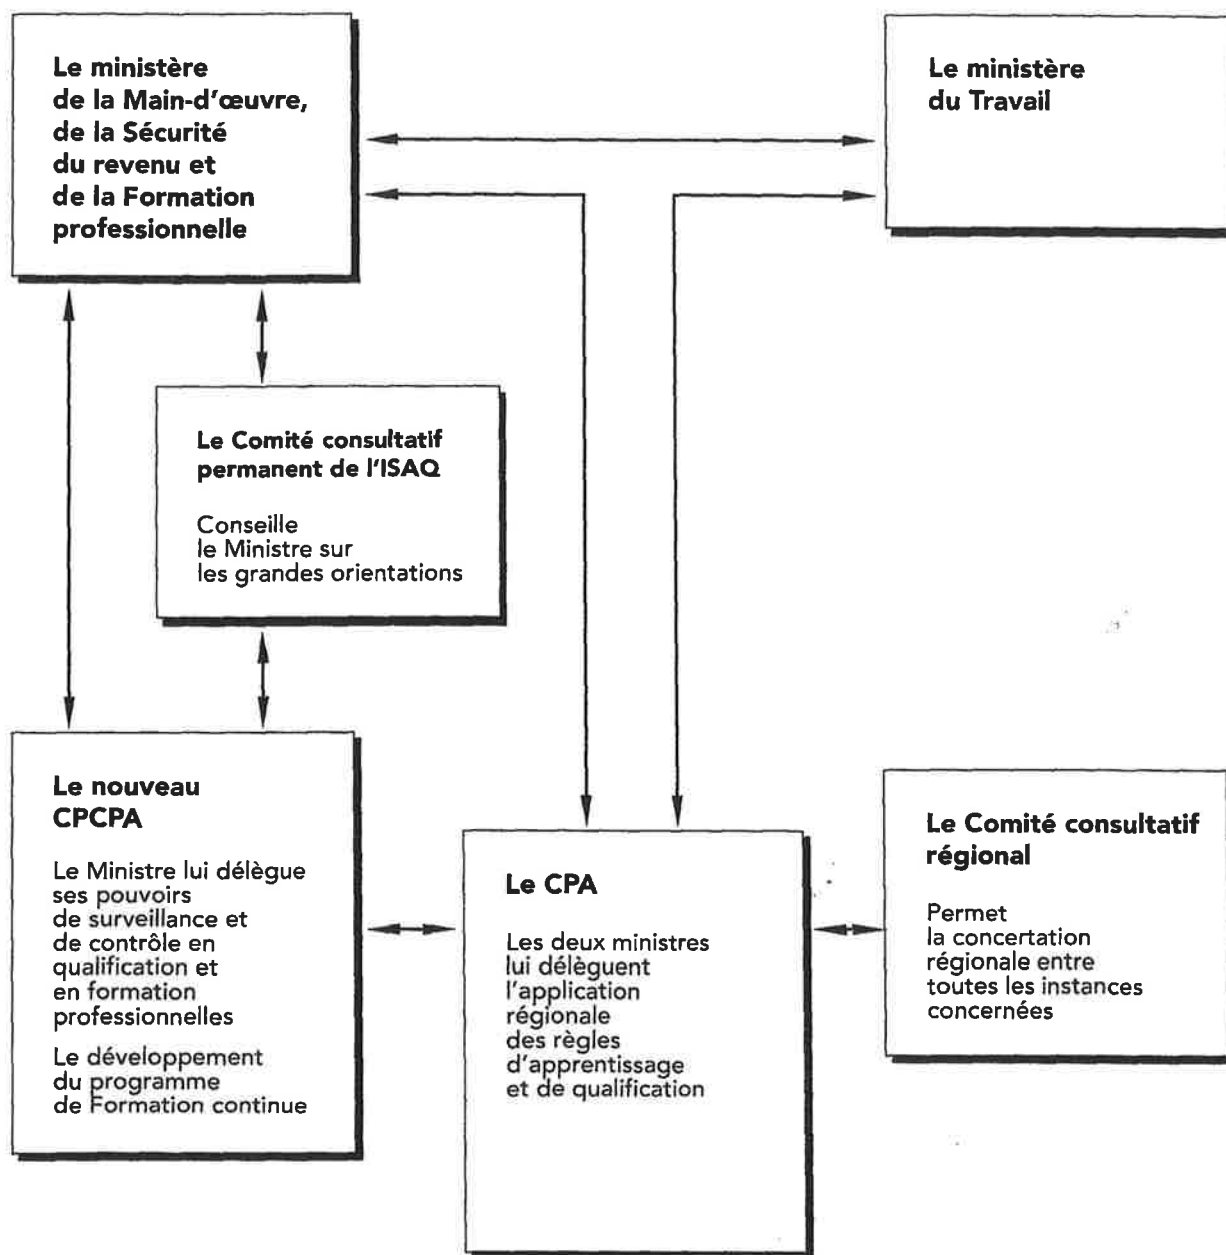 Le ministère
de la Main-d'œuvre,
de la Sécurité
du revenu et
de la Formation
professionnelle
Le ministère
du Travail
Le Comité consultatif
permanent de l'ISAQ
Conseille
le Ministre sur
les grandes orientations
Le nouveau
CPCPA
Le Ministre lui délègue
ses pouvoirs
de surveillance et
de contrôle en
qualification et
en formation
professionnelles
Le développement
du programme
de Formation continue
Le CPA
Les deux ministres
lui délèguent
l'application
régionale
des règles
d'apprentissage
et de qualification
Le Comité consultatif
régional
Permet
la concertation
régionale entre
toutes les instances
concernées